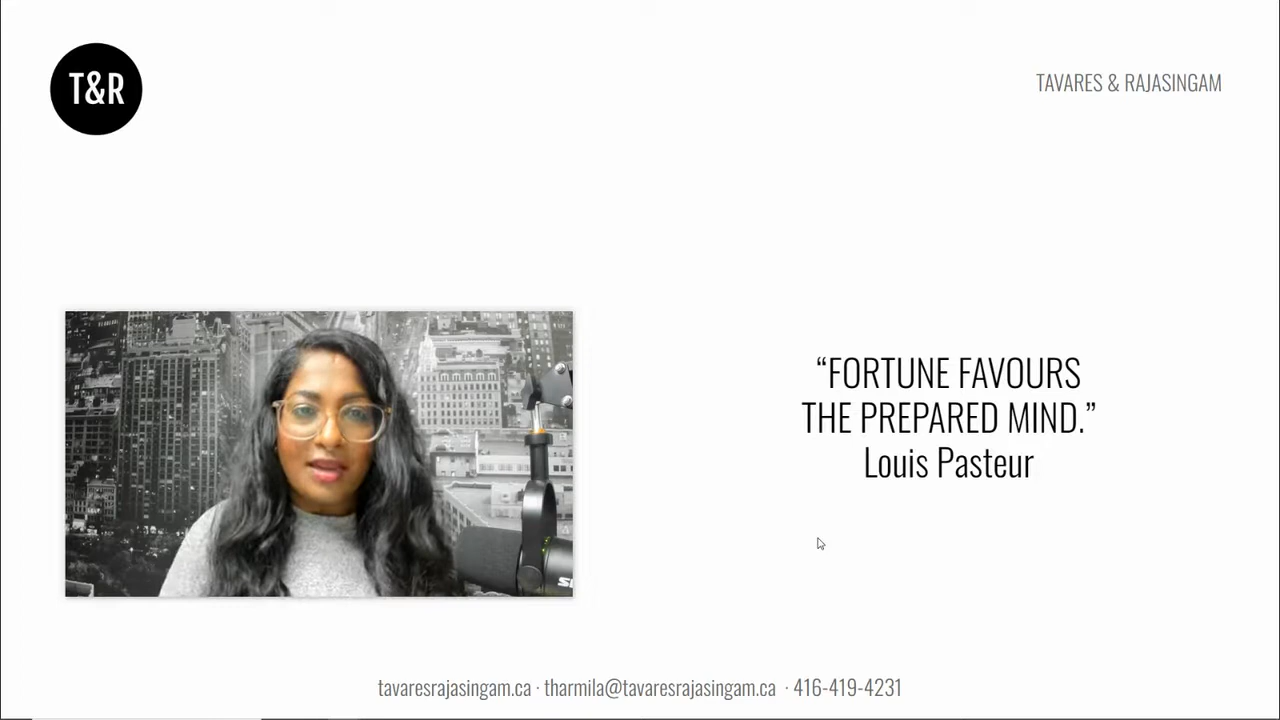 T&R
TAVARES & RAJASINGAM
“FORTUNE FAVOURS
THE PREPARED MIND.”
Louis Pasteur
tavaresrajasingam.ca · tharmila@tavaresrajasingam.ca · 416-419-4231